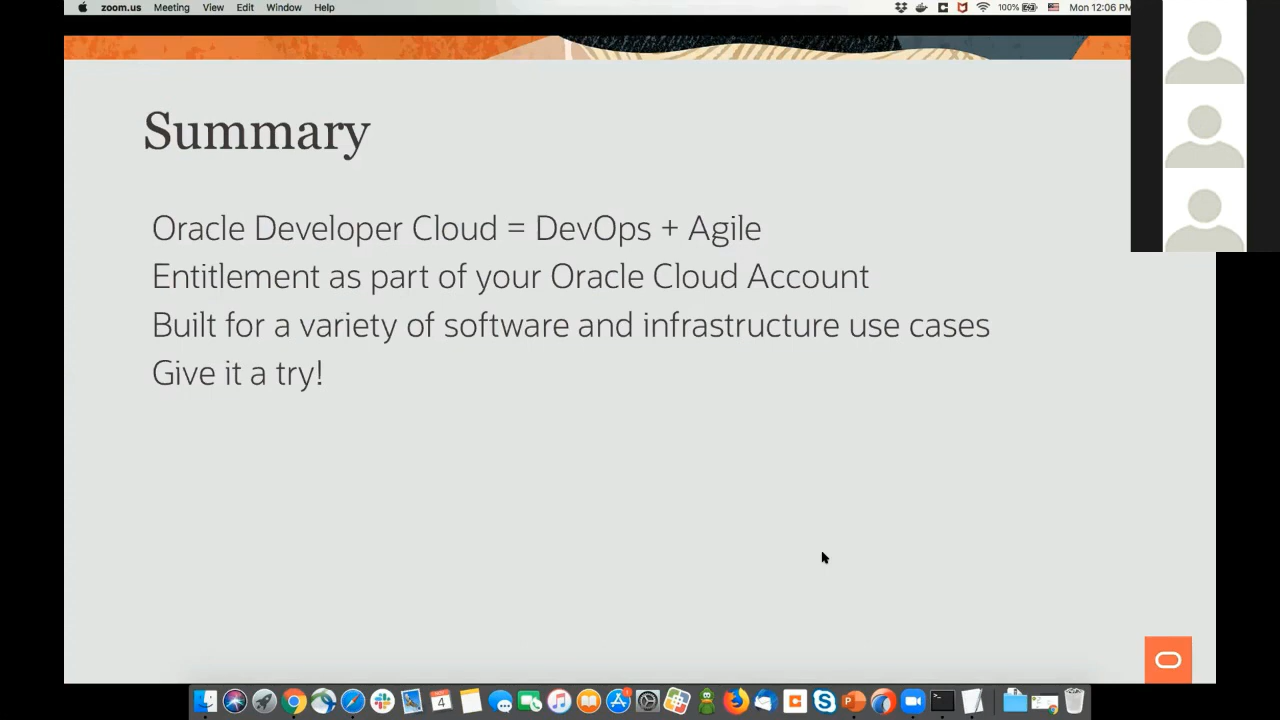 zoom.us Meeting View Edit Window Help 100% Mon 12:06 PM
Summary
Oracle Developer Cloud = DevOps + Agile
Entitlement as part of your Oracle Cloud Account
Built for a variety of software and infrastructure use cases
Give it a try!
4